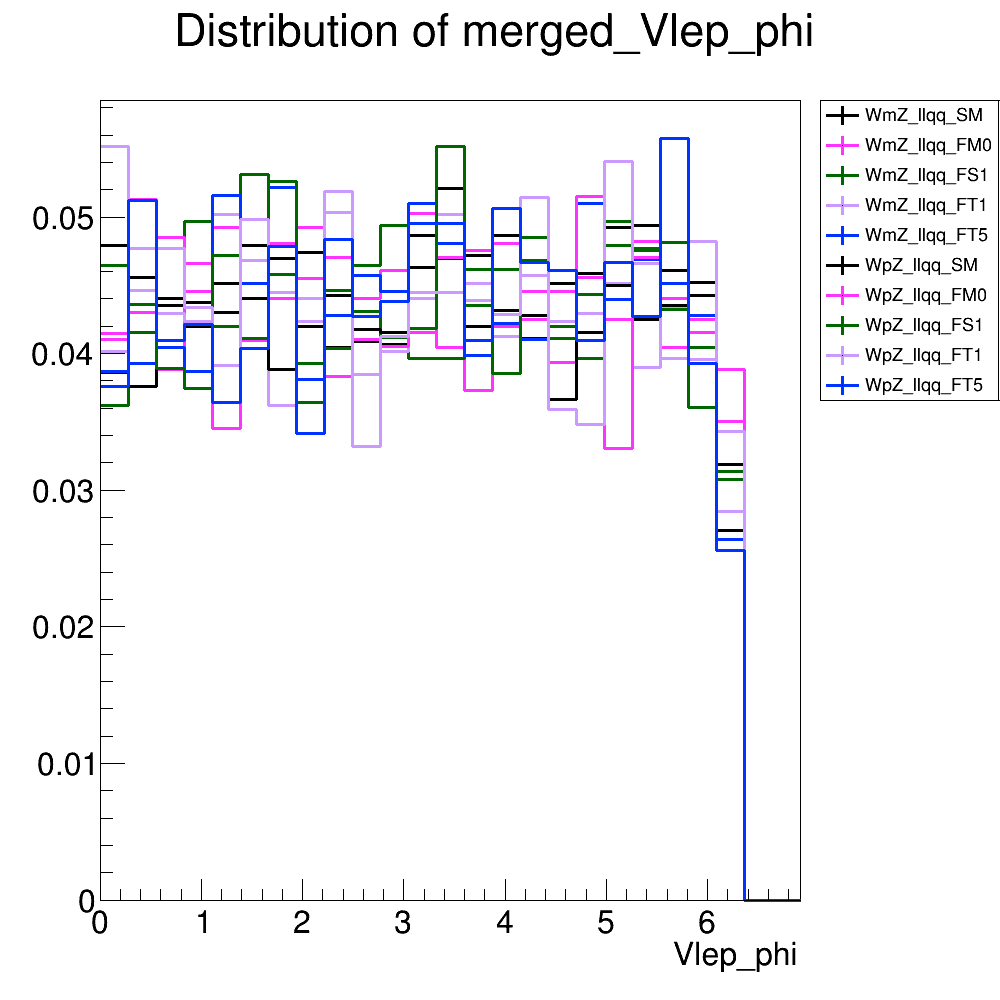 Distribution of merged_Vlep_phi
WmZ_llqq_SM
WmZ_llqq_FM0
WmZ_llqq_FS1
WmZ_llqq_FT1
WmZ_llqq_FT5
WpZ_llqq_SM
WpZ_llqq_FM0
WpZ_llqq_FS1
WpZ_llqq_FT1
WpZ_llqq_FT5
0.05
0.04
0.03
0.02
0.01
0
0 1 2 3 4 5 6
Vlep_phi